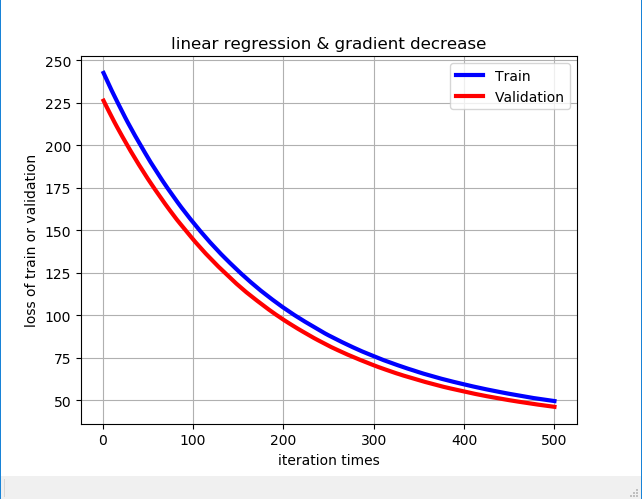 linear regression & gradient decrease
Train
Validation
loss of train or validation
250
225
200
175
150
125
100
75
50
0 100 200 300 400 500
iteration times